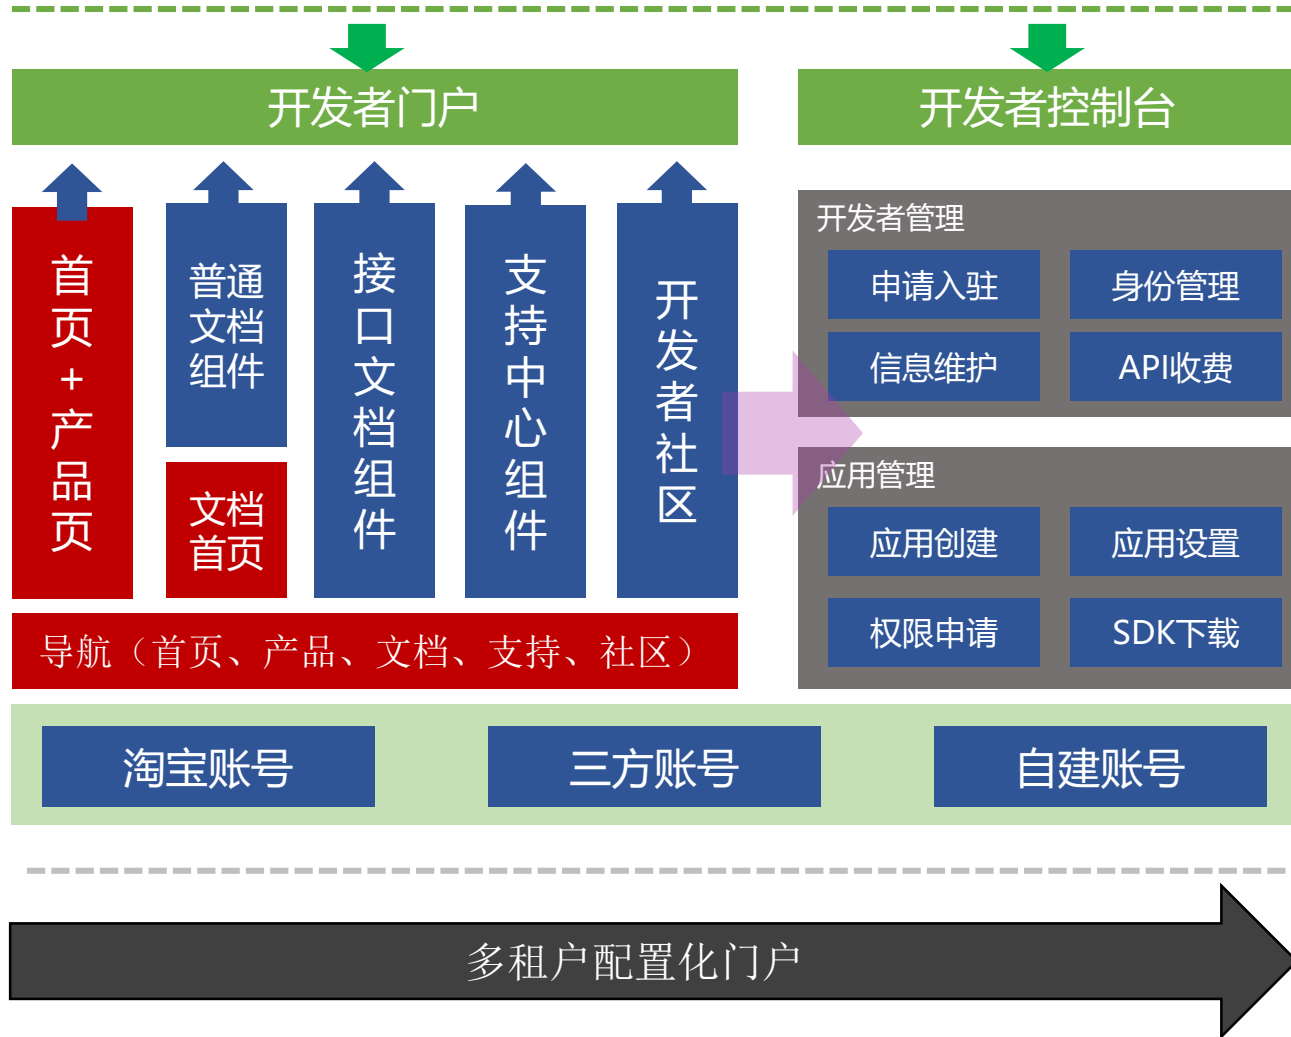 开发者门户
开发者控制台
首页+产品页
普通
文档
组件
文档
首页
接口文档组件
支持中心组件
开发者社区
导航（首页、产品、文档、支持、社区）
开发者管理
申请入驻
身份管理
信息维护
API收费
应用管理
应用创建
应用设置
权限申请
SDK下载
淘宝账号
三方账号
自建账号
多租户配置化门户